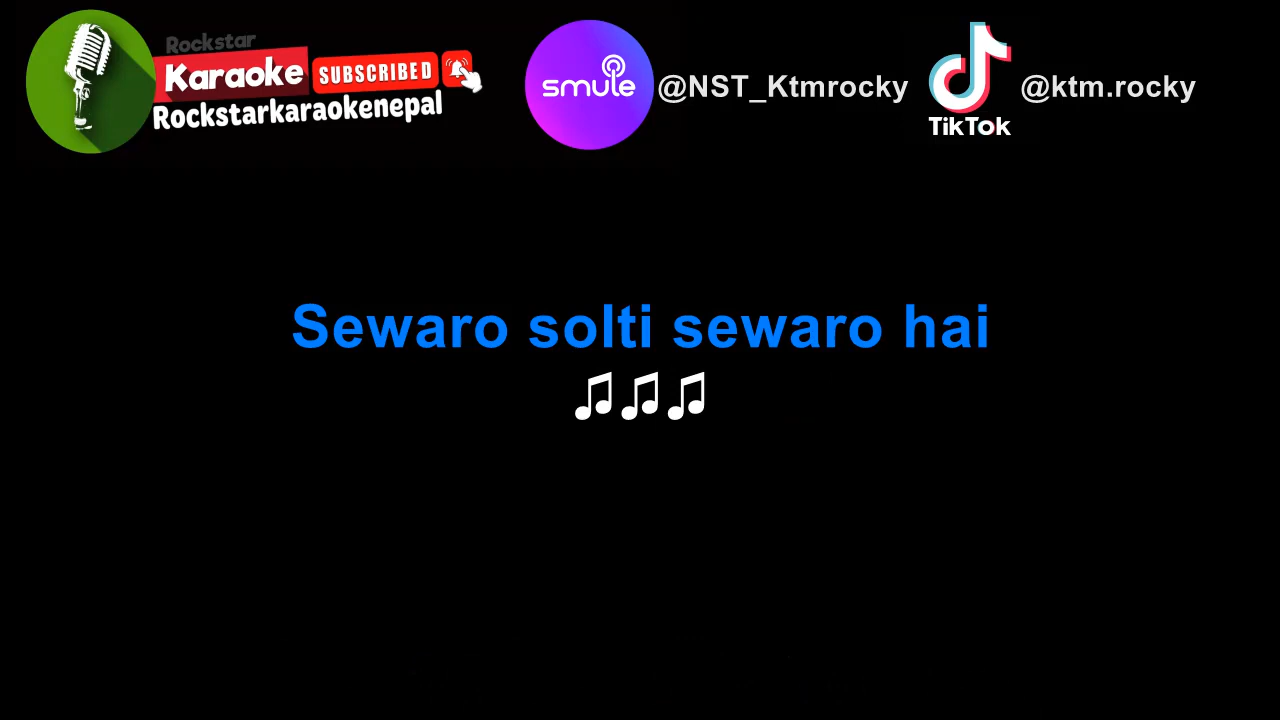 Rockstar
Karaoke SUBSCRIBED
Rockstarkaraokenepal
smule @NST_Ktmrocky
TikTok @ktm.rocky
Sewaro solti sewaro hai
♫♫♫